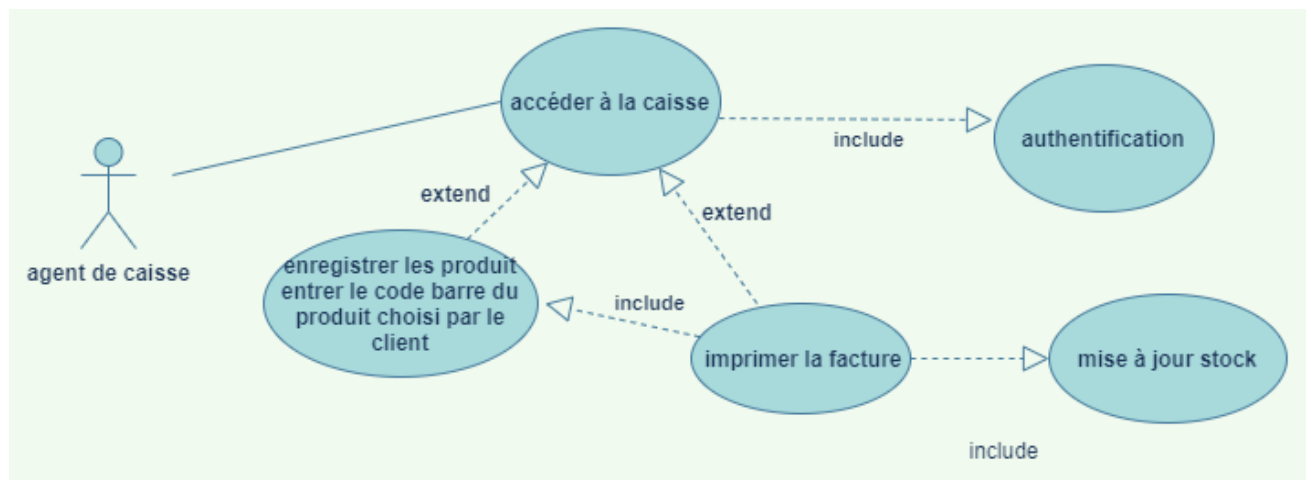 accéder à la caisse
include
authentification
extend
extend
agent de caisse
enregistrer les produit
entrer le code barre du
produit choisi par le
client
include
imprimer la facture
mise à jour stock
include